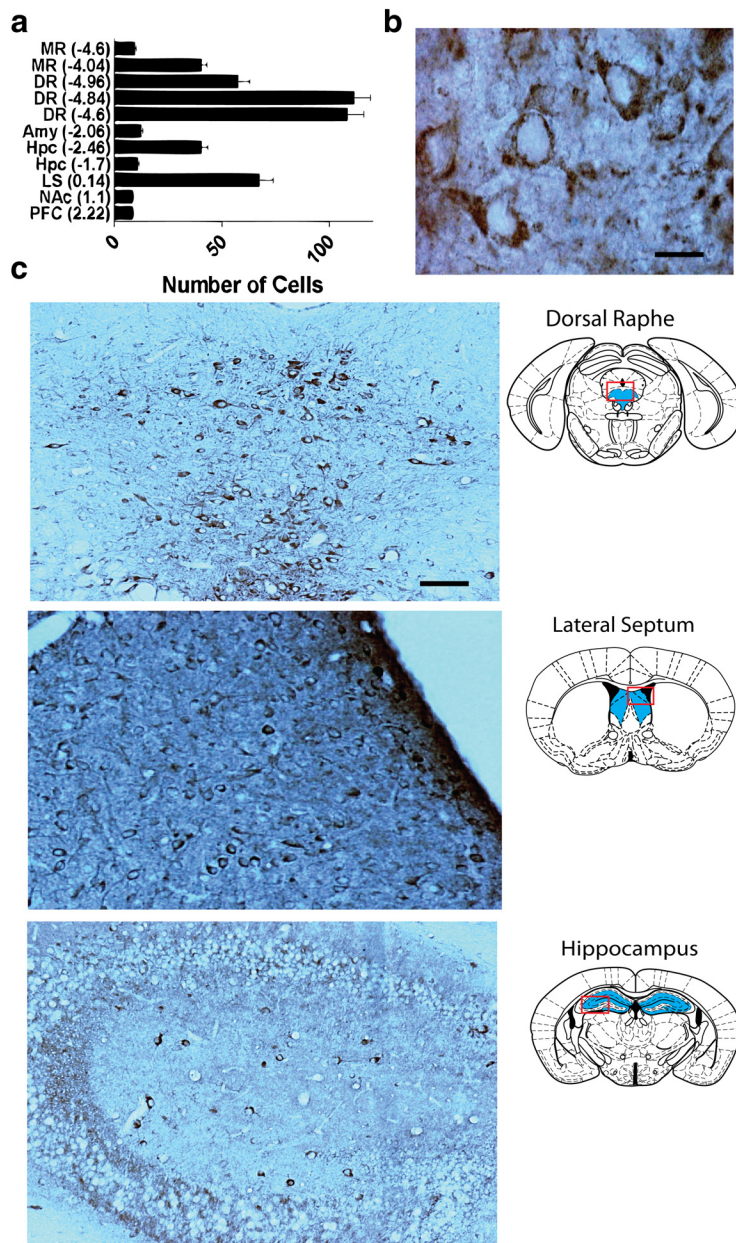 a
MR (-4.6)
MR (-4.04)
DR (-4.96)
DR (-4.84)
DR (-4.6)
Amy (-2.06)
Hpc (-2.46)
Hpc (-1.7)
LS (0.14)
NAc (1.1)
PFC (2.22)
0
50
100
Number of Cells
b
c
Dorsal Raphe
Lateral Septum
Hippocampus